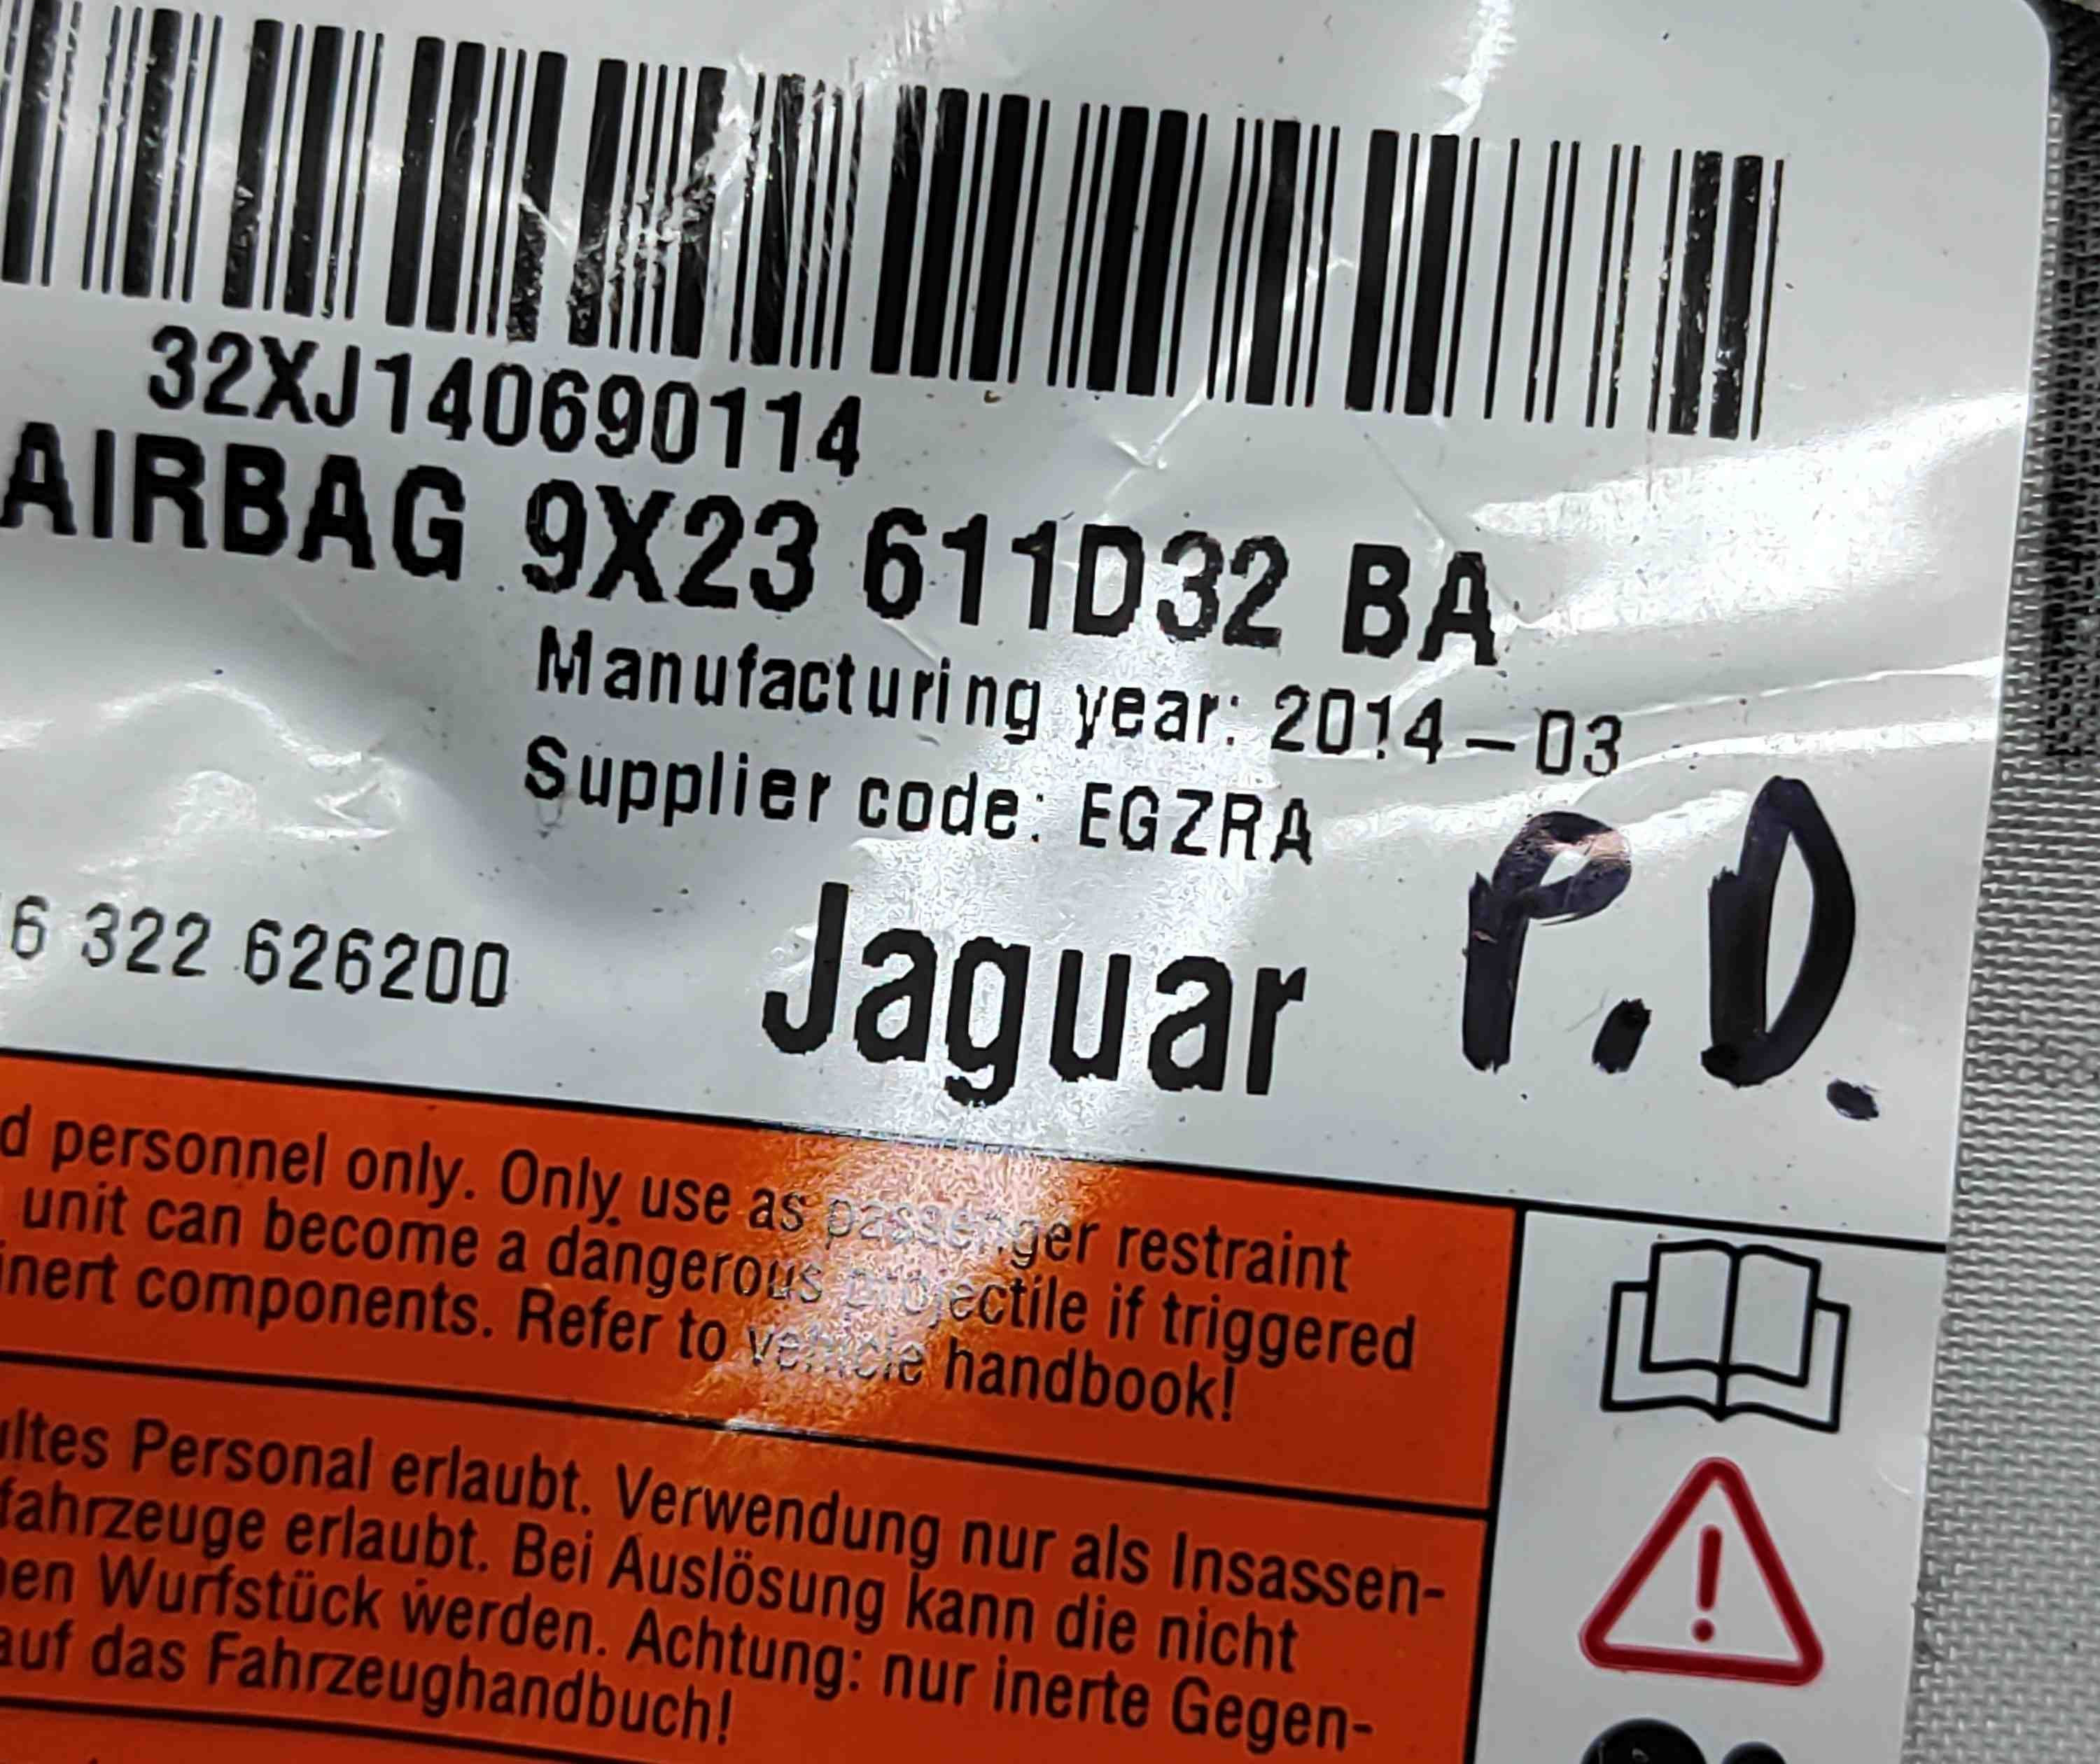 32XJ140690114
AIRBAG 9X23 611D32 BA
Manufacturing year: 2014-03
Supplier code: EGZRA
6 322 626200
Jaguar P.D.
personnel only. Only use as passenger restraint
unit can become a dangerous projectile if triggered
inert components. Refer to vehicle handbook!
Personal erlaubt. Verwendung nur als Insassen-
fahrzeuge erlaubt. Bei Auslösung kann die nicht
Wurfstück werden. Achtung: nur inerte Gegen-
auf das Fahrzeughandbuch!